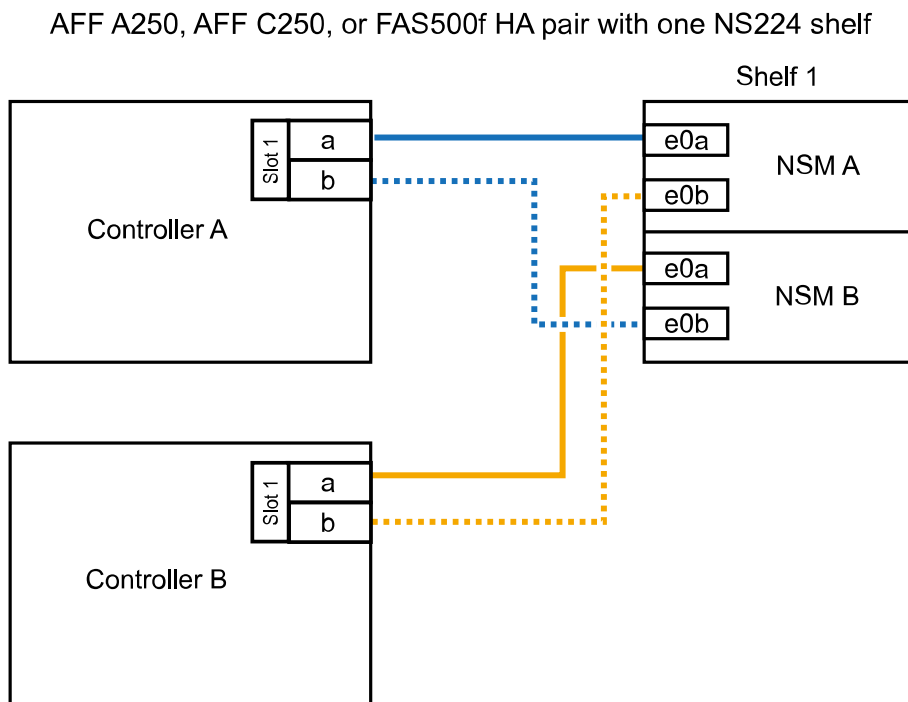 AFF A250, AFF C250, or FAS500f HA pair with one NS224 shelf
Shelf 1
Slot 1
a
b
Controller A
e0a
e0b
NSM A
e0a
e0b
NSM B
Slot 1
a
b
Controller B